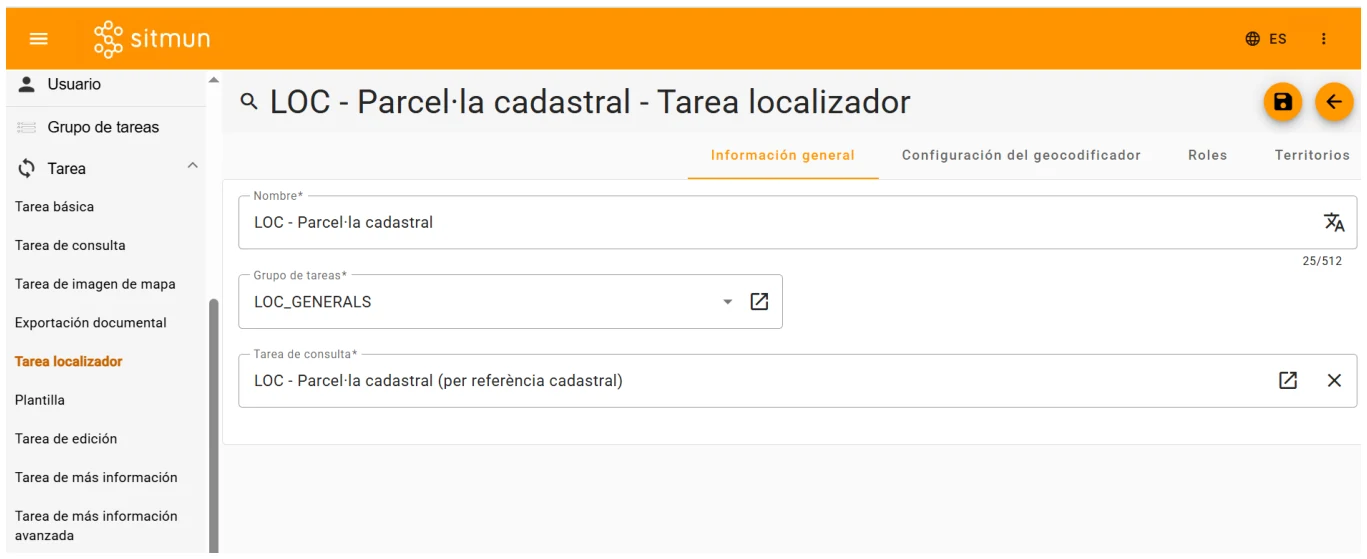 sitmun
ES
Usuario
Grupo de tareas
Tarea
Tarea básica
Tarea de consulta
Tarea de imagen de mapa
Exportación documental
Tarea localizador
Plantilla
Tarea de edición
Tarea de más información
Tarea de más información
avanzada
LOC - Parcel·la cadastral - Tarea localizador
Información general Configuración del geocodificador Roles Territorios
Nombre*
LOC - Parcel·la cadastral
25/512
Grupo de tareas*
LOC_GENERALS
Tarea de consulta*
LOC - Parcel·la cadastral (per referència cadastral)